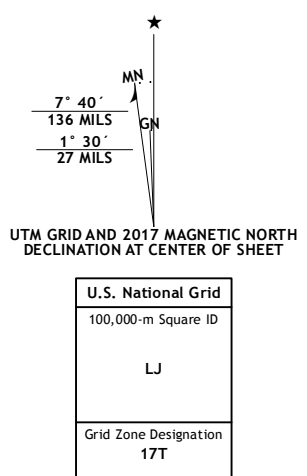 ★
MN
7° 40´
136 MILS
GN
1° 30´
27 MILS
UTM GRID AND 2017 MAGNETIC NORTH
DECLINATION AT CENTER OF SHEET
U.S. National Grid
100,000-m Square ID
LJ
Grid Zone Designation
17T